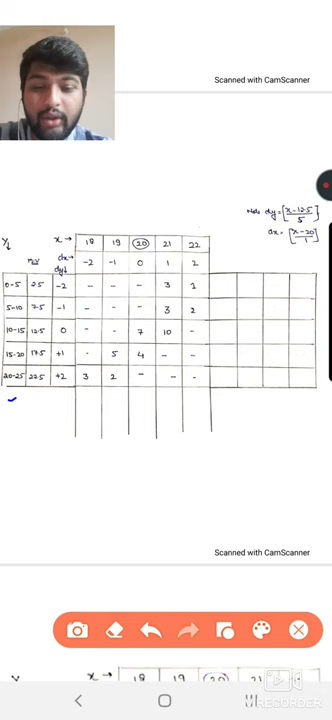 Scanned with CamScanner
Note dy = [x-12.5 / 5]
dx = [x-20 / 1]
Y↓ x → 18 19 20 21 22
m.v dx→ -2 -1 0 1 2
dy↓
0-5 2.5 -2 - - - 3 2
5-10 7.5 -1 - - - 3 2
10-15 12.5 0 - - 7 10 -
15-20 17.5 +1 - 5 4 - -
20-25 22.5 +2 3 2 - - -
Scanned with CamScanner
x → 18 19 20 21